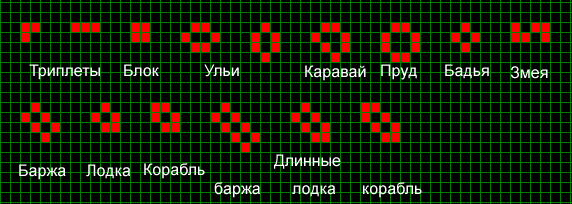 Триплеты Блок Ульи Каравай Пруд Бадья Змея
Баржа Лодка Корабль Длинные
баржа лодка корабль